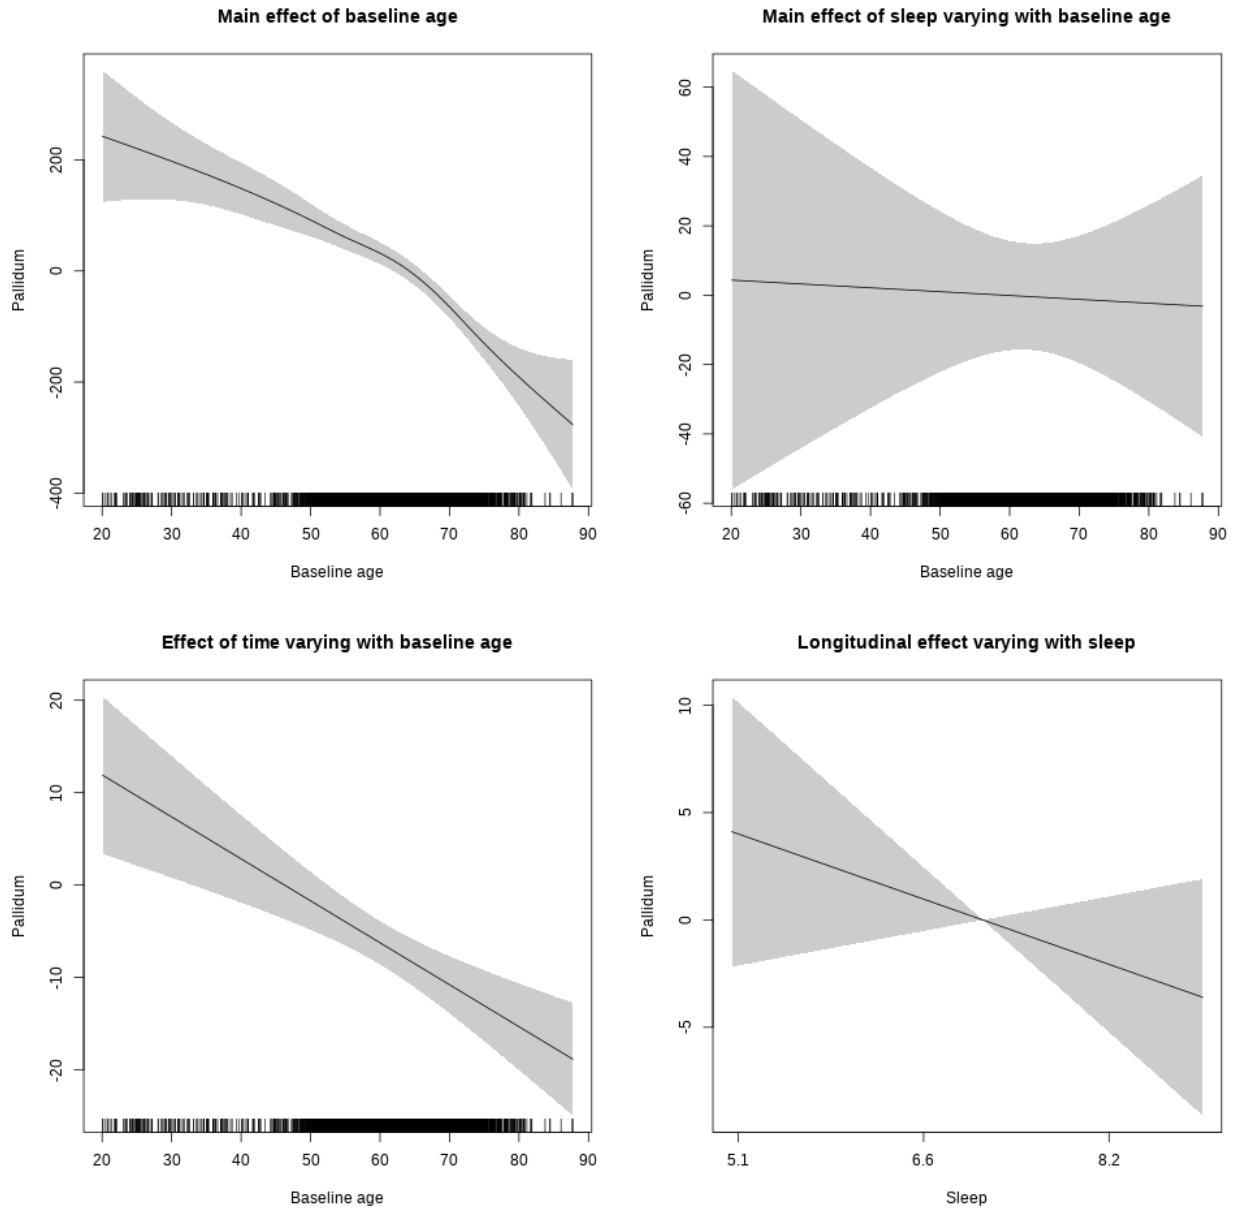 Main effect of baseline age
Pallidum
200
0
-200
-400
20 30 40 50 60 70 80 90
Baseline age
Main effect of sleep varying with baseline age
Pallidum
60
40
20
0
-20
-40
-60
20 30 40 50 60 70 80 90
Baseline age
Effect of time varying with baseline age
Pallidum
20
10
0
-10
-20
20 30 40 50 60 70 80 90
Baseline age
Longitudinal effect varying with sleep
Pallidum
10
5
0
-5
5.1 6.6 8.2
Sleep